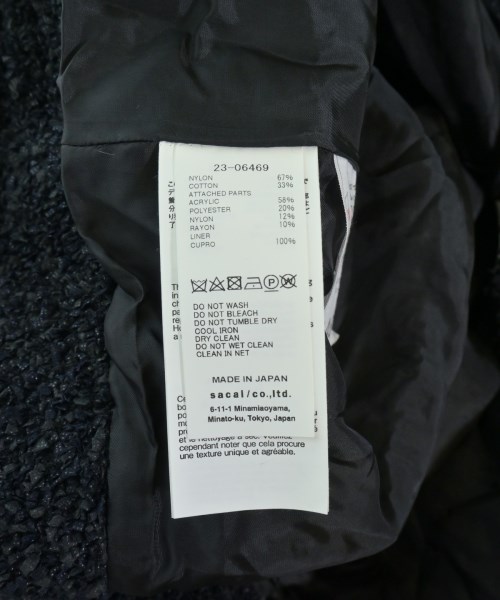 23-06469
NYLON 67%
COTTON 33%
ATTACHED PARTS
ACRYLIC 58%
POLYESTER 20%
NYLON 12%
RAYON 10%
LINER
CUPRO 100%
DO NOT WASH
DO NOT BLEACH
DO NOT TUMBLE DRY
COOL IRON
DRY CLEAN
DO NOT WET CLEAN
CLEAN IN NET
MADE IN JAPAN
sacai/co.,ltd.
6-11-1 Minamiaoyama,
Minato-ku, Tokyo, Japan
et le nettoyage à sec. Veuillez
cependant noter que cela procure
une texture unique et agréable.